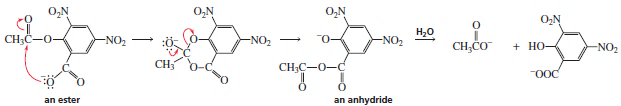 O₂N O₂N O₂N O₂N
O O
CH₃C—O NO₂ :Ö:⁻ O NO₂ ⁻O NO₂ H₂O CH₃CO⁻ + HO NO₂
CH₃ O O CH₃C—O—C ⁻OOC
⁻:Ö: O O O
an ester an anhydride